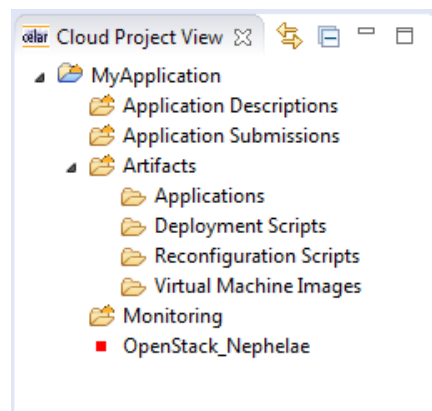 celar Cloud Project View
MyApplication
Application Descriptions
Application Submissions
Artifacts
Applications
Deployment Scripts
Reconfiguration Scripts
Virtual Machine Images
Monitoring
OpenStack_Nephelae